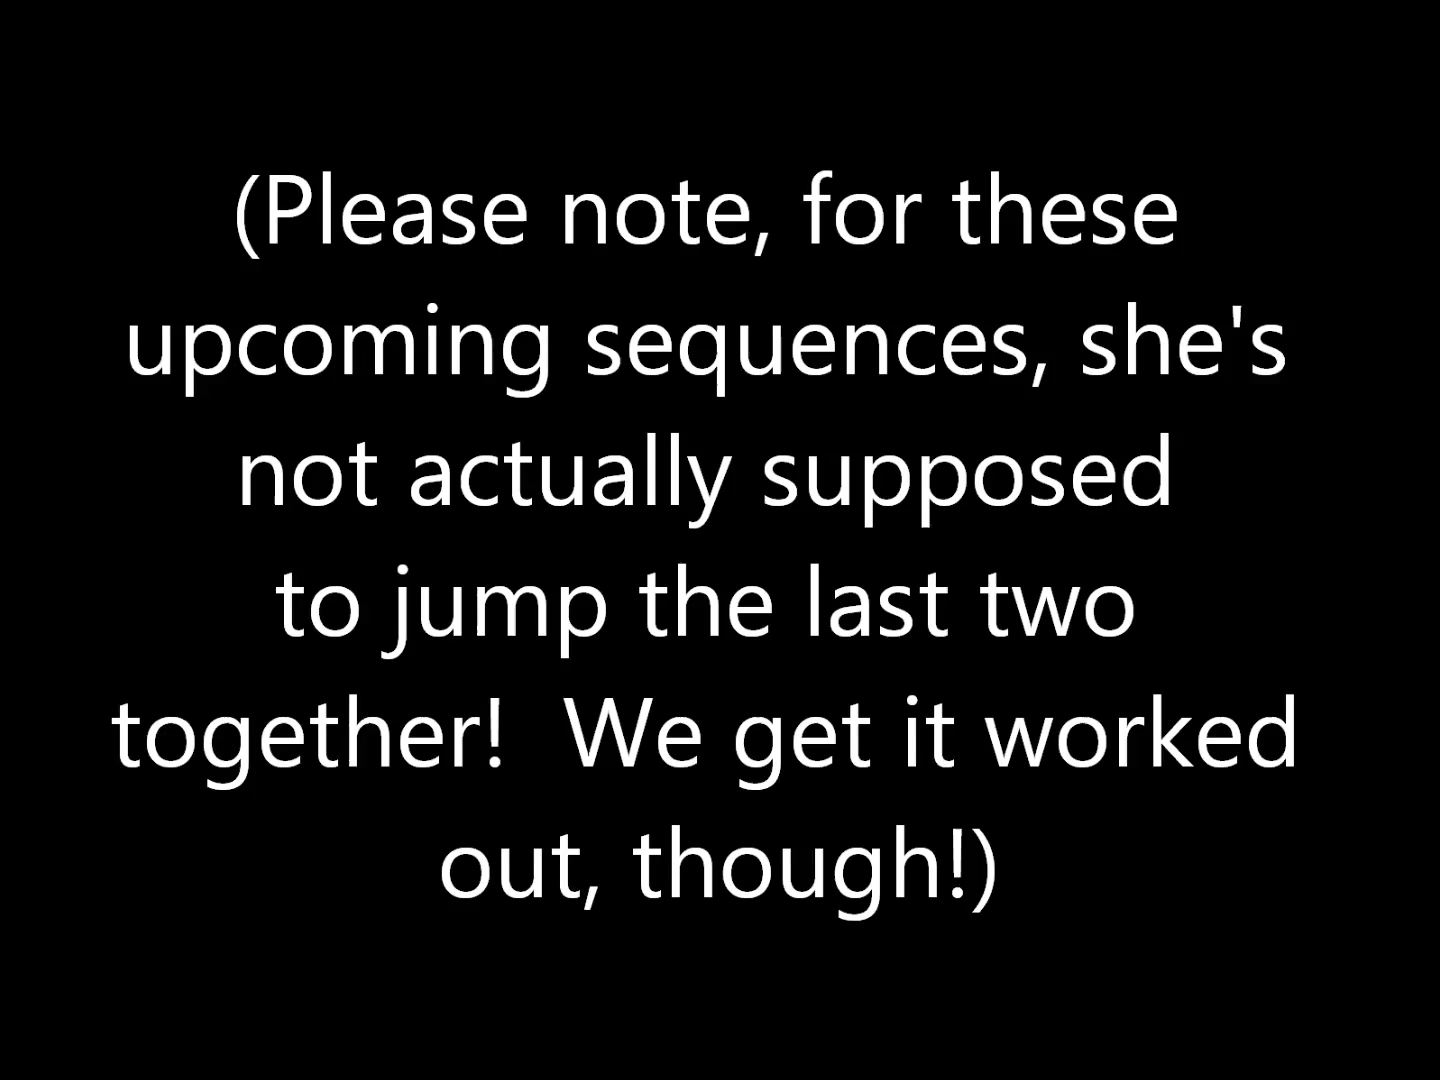 (Please note, for these
upcoming sequences, she's
not actually supposed
to jump the last two
together!  We get it worked
out, though!)